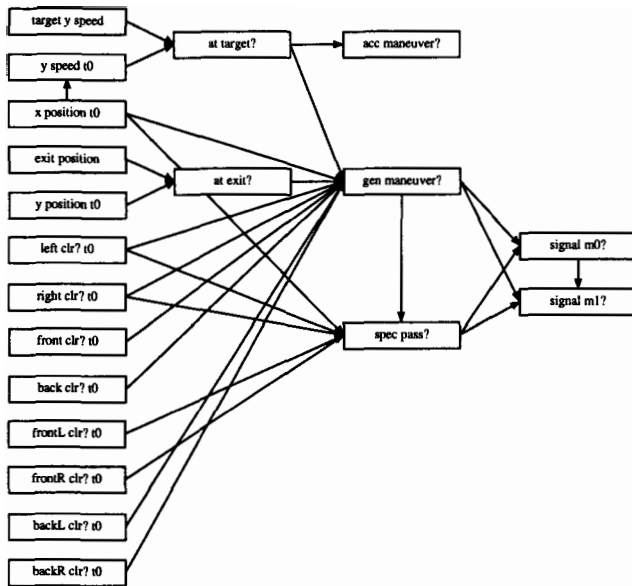 target y speed
at target?
acc maneuver?
y speed t0
x position t0
exit position
at exit?
gen maneuver?
y position t0
left clr? t0
signal m0?
right clr? t0
signal m1?
front clr? t0
spec pass?
back clr? t0
frontL clr? t0
frontR clr? t0
backL clr? t0
backR clr? t0